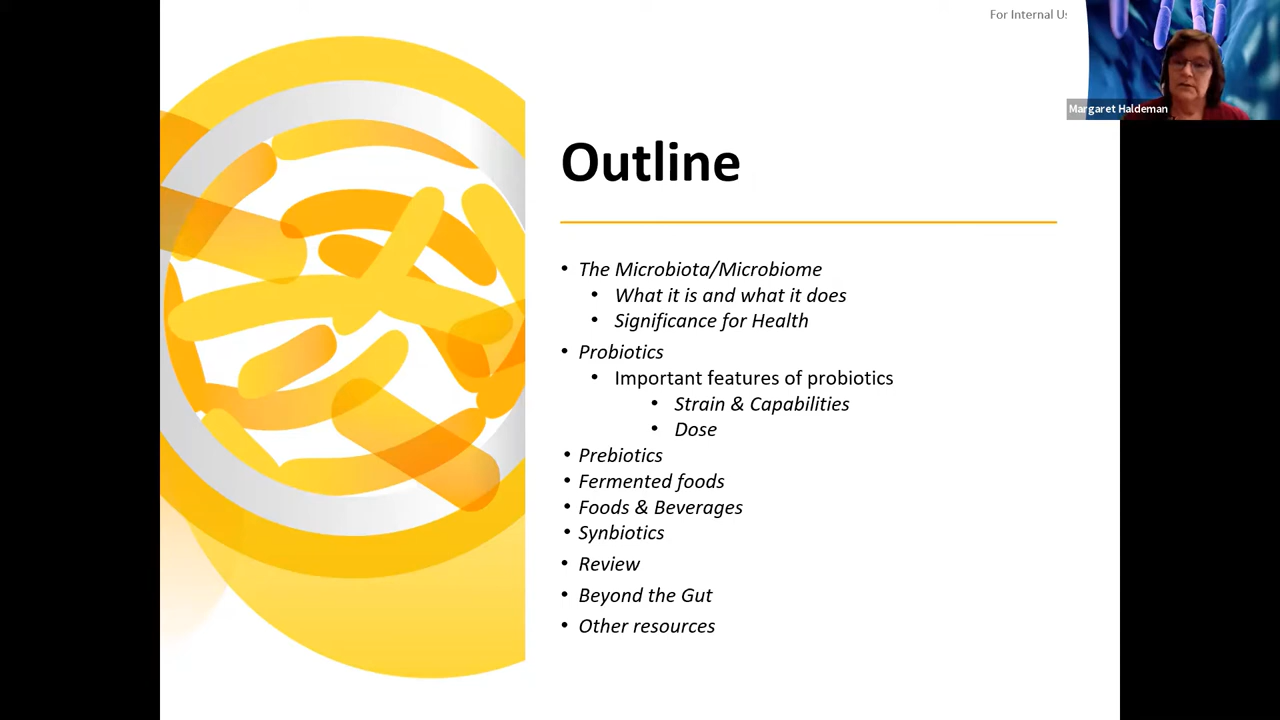 For Internal
Margaret Haldeman
Outline
• The Microbiota/Microbiome
• What it is and what it does
• Significance for Health
• Probiotics
• Important features of probiotics
• Strain & Capabilities
• Dose
• Prebiotics
• Fermented foods
• Foods & Beverages
• Synbiotics
• Review
• Beyond the Gut
• Other resources